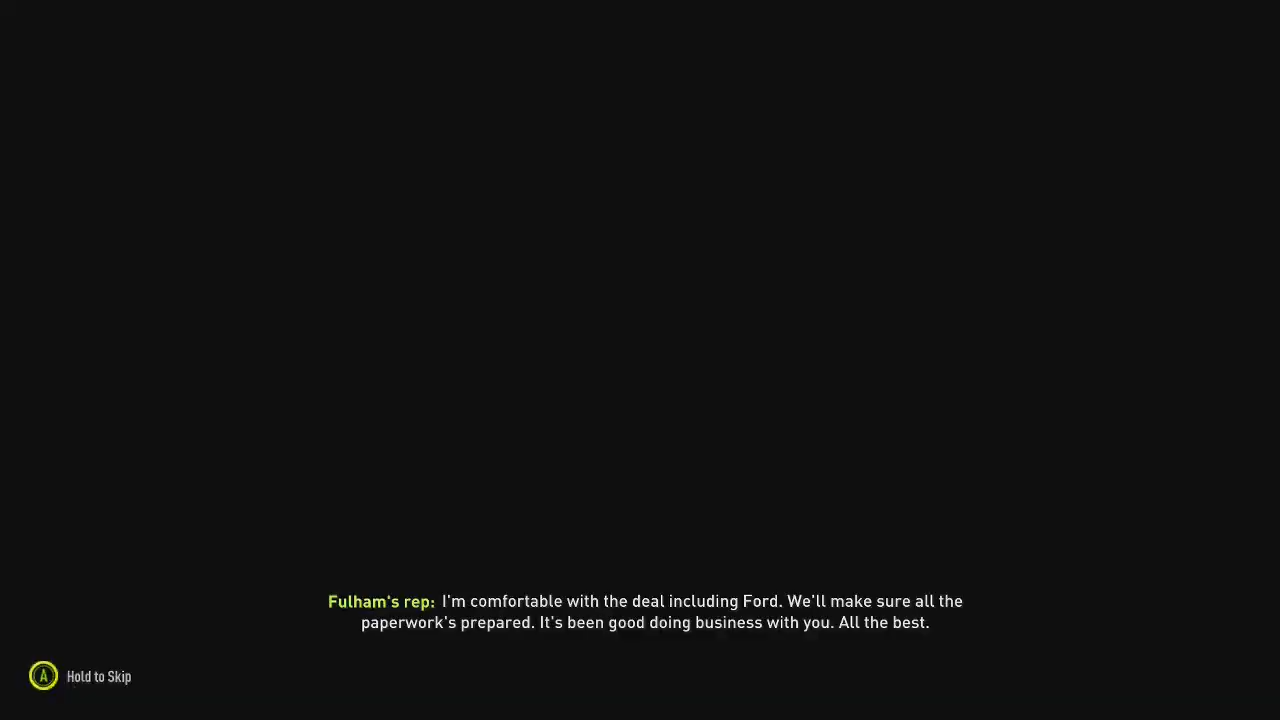 Fulham's rep: I'm comfortable with the deal including Ford. We'll make sure all the
paperwork's prepared. It's been good doing business with you. All the best.
A Hold to Skip